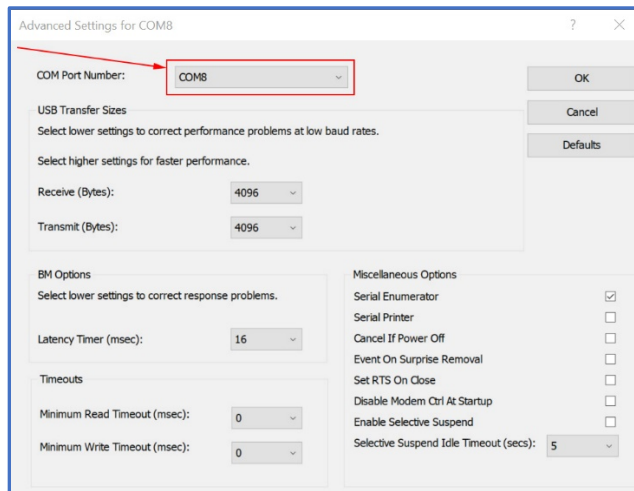 Advanced Settings for COM8
COM Port Number: COM8
OK
Cancel
Defaults
USB Transfer Sizes
Select lower settings to correct performance problems at low baud rates.
Select higher settings for faster performance.
Receive (Bytes): 4096
Transmit (Bytes): 4096
BM Options
Select lower settings to correct response problems.
Latency Timer (msec): 16
Timeouts
Minimum Read Timeout (msec): 0
Minimum Write Timeout (msec): 0
Miscellaneous Options
Serial Enumerator
Serial Printer
Cancel If Power Off
Event On Surprise Removal
Set RTS On Close
Disable Modem Ctrl At Startup
Enable Selective Suspend
Selective Suspend Idle Timeout (secs): 5